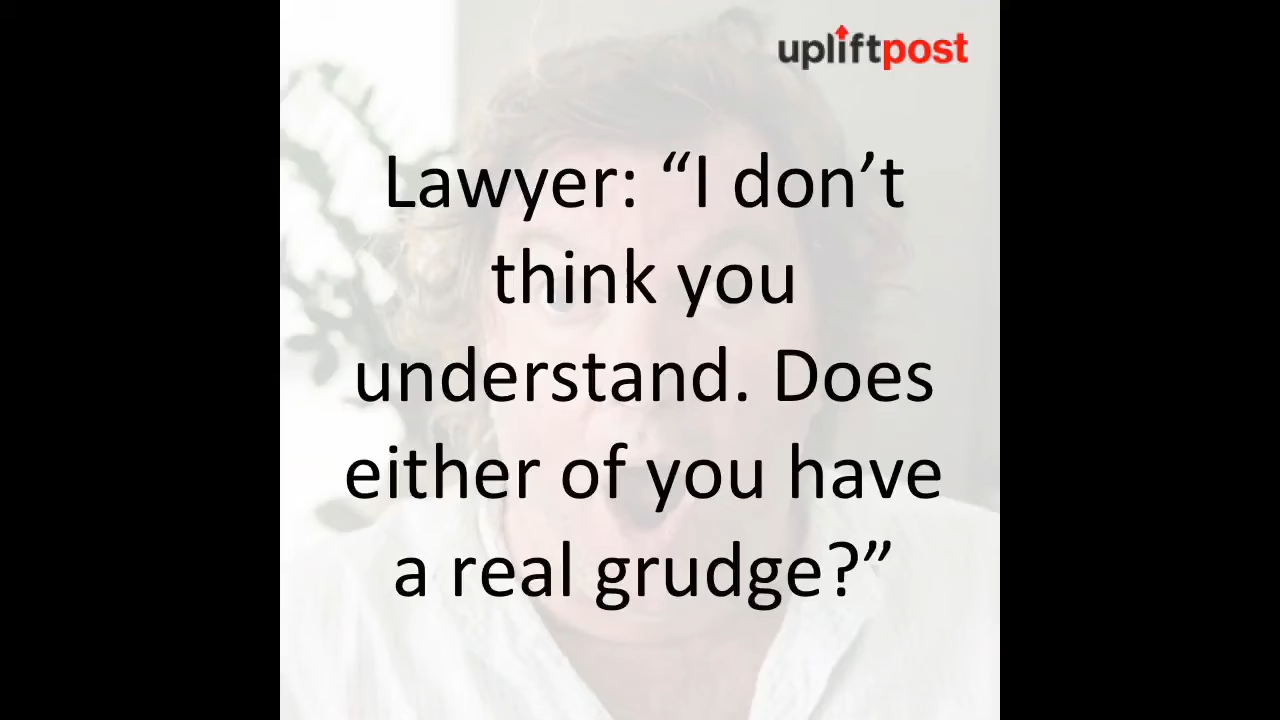 upliftpost
Lawyer: “I don’t
think you
understand. Does
either of you have
a real grudge?”